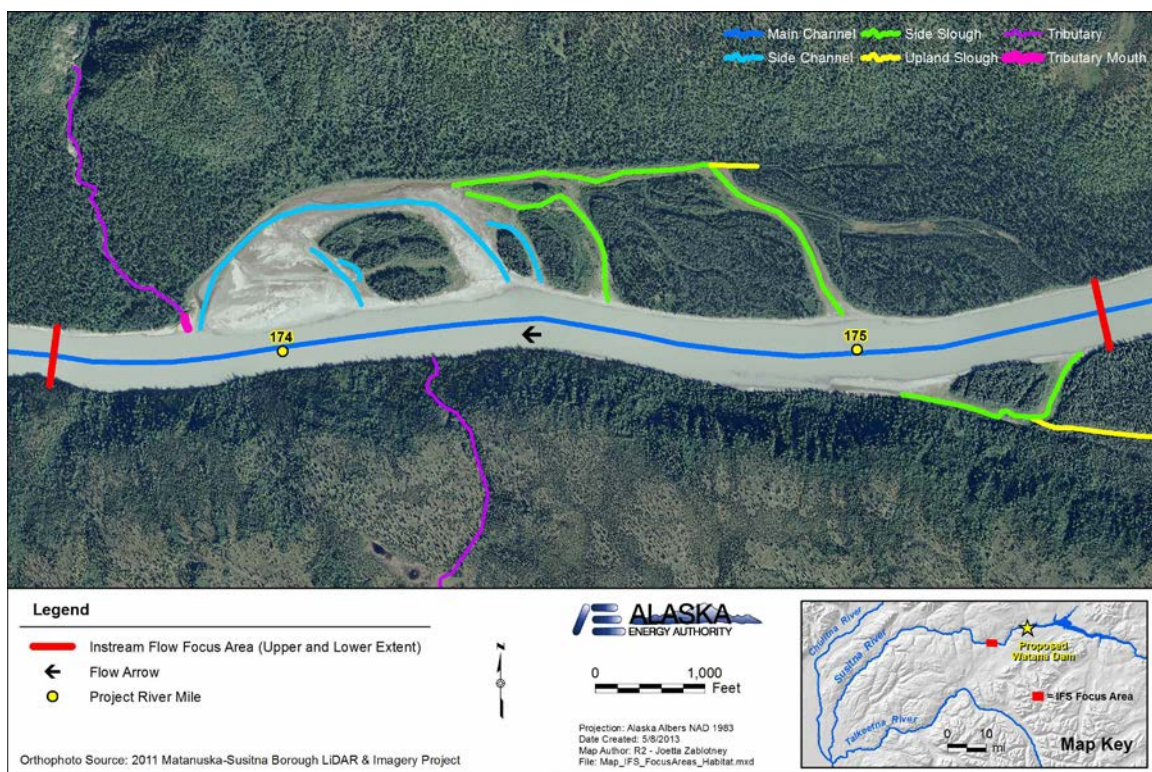 Main Channel
Side Slough
Tributary
Side Channel
Upland Slough
Tributary Mouth
174
175
Legend
Instream Flow Focus Area (Upper and Lower Extent)
Flow Arrow
Project River Mile
Orthophoto Source: 2011 Matanuska-Susitna Borough LiDAR & Imagery Project
N
ALASKA
ENERGY AUTHORITY
0 1,000
Feet
Projection: Alaska Albers NAD 1983
Date Created: 5/8/2013
Map Author: R2 - Joetta Zablotney
File: Map_IFS_FocusAreas_Habitat.mxd
Chulitna River
Susitna River
Talkeetna River
Proposed
Watana Dam
= IFS Focus Area
0 10
mi
Map Key